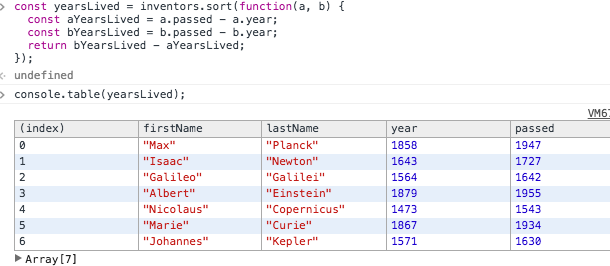 const yearsLived = inventors.sort(function(a, b) {
const aYearsLived = a.passed - a.year;
const bYearsLived = b.passed - b.year;
return bYearsLived - aYearsLived;
});
undefined
console.table(yearsLived);
VM67
(index) firstName lastName year passed
0 "Max" "Planck" 1858 1947
1 "Isaac" "Newton" 1643 1727
2 "Galileo" "Galilei" 1564 1642
3 "Albert" "Einstein" 1879 1955
4 "Nicolaus" "Copernicus" 1473 1543
5 "Marie" "Curie" 1867 1934
6 "Johannes" "Kepler" 1571 1630
Array[7]